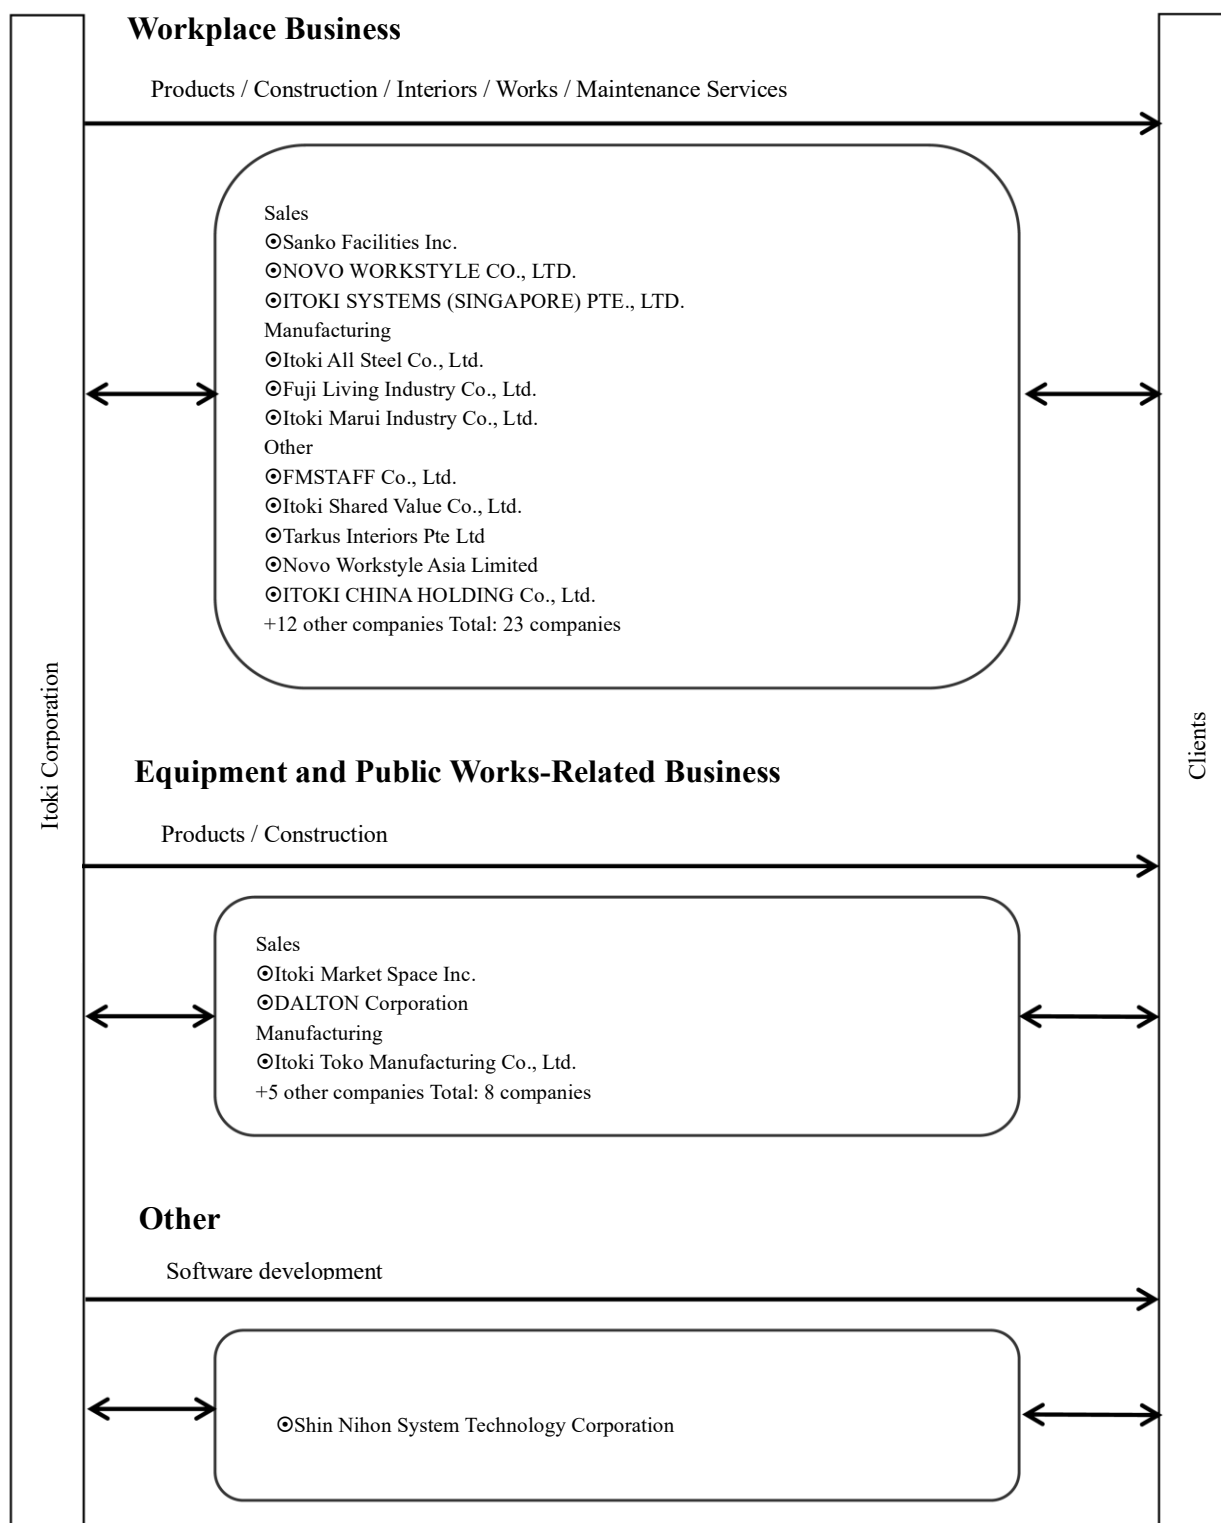 Workplace Business
Products / Construction / Interiors / Works / Maintenance Services
Sales
⦿Sanko Facilities Inc.
⦿NOVO WORKSTYLE CO., LTD.
⦿ITOKI SYSTEMS (SINGAPORE) PTE., LTD.
Manufacturing
⦿Itoki All Steel Co., Ltd.
⦿Fuji Living Industry Co., Ltd.
⦿Itoki Marui Industry Co., Ltd.
Other
⦿FMSTAFF Co., Ltd.
⦿Itoki Shared Value Co., Ltd.
⦿Tarkus Interiors Pte Ltd
⦿Novo Workstyle Asia Limited
⦿ITOKI CHINA HOLDING Co., Ltd.
+12 other companies Total: 23 companies
Itoki Corporation
Clients
Equipment and Public Works-Related Business
Products / Construction
Sales
⦿Itoki Market Space Inc.
⦿DALTON Corporation
Manufacturing
⦿Itoki Toko Manufacturing Co., Ltd.
+5 other companies Total: 8 companies
Other
Software development
⦿Shin Nihon System Technology Corporation